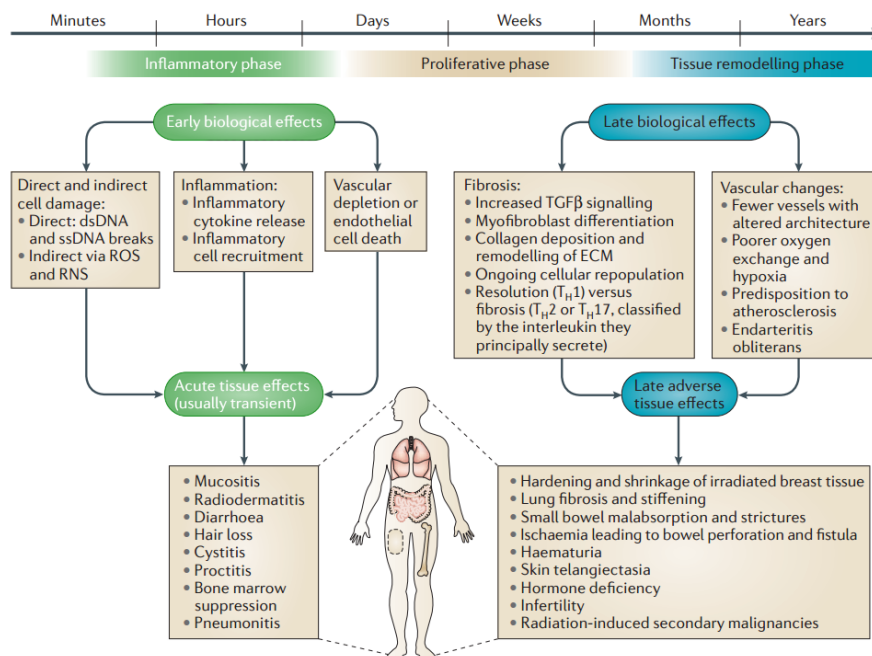 Minutes
Hours
Days
Weeks
Months
Years
Inflammatory phase
Proliferative phase
Tissue remodelling phase
Early biological effects
Late biological effects
Direct and indirect
cell damage:
• Direct: dsDNA
and ssDNA breaks
• Indirect via ROS
and RNS
Inflammation:
• Inflammatory
cytokine release
• Inflammatory
cell recruitment
Vascular
depletion or
endothelial
cell death
Fibrosis:
• Increased TGFβ signalling
• Myofibroblast differentiation
• Collagen deposition and
remodelling of ECM
• Ongoing cellular repopulation
• Resolution (TH1) versus
fibrosis (TH2 or TH17, classified
by the interleukin they
principally secrete)
Vascular changes:
• Fewer vessels with
altered architecture
• Poorer oxygen
exchange and
hypoxia
• Predisposition to
atherosclerosis
• Endarteritis
obliterans
Acute tissue effects
(usually transient)
Late adverse
tissue effects
• Mucositis
• Radiodermatitis
• Diarrhoea
• Hair loss
• Cystitis
• Proctitis
• Bone marrow
suppression
• Pneumonitis
• Hardening and shrinkage of irradiated breast tissue
• Lung fibrosis and stiffening
• Small bowel malabsorption and strictures
• Ischaemia leading to bowel perforation and fistula
• Haematuria
• Skin telangiectasia
• Hormone deficiency
• Infertility
• Radiation-induced secondary malignancies